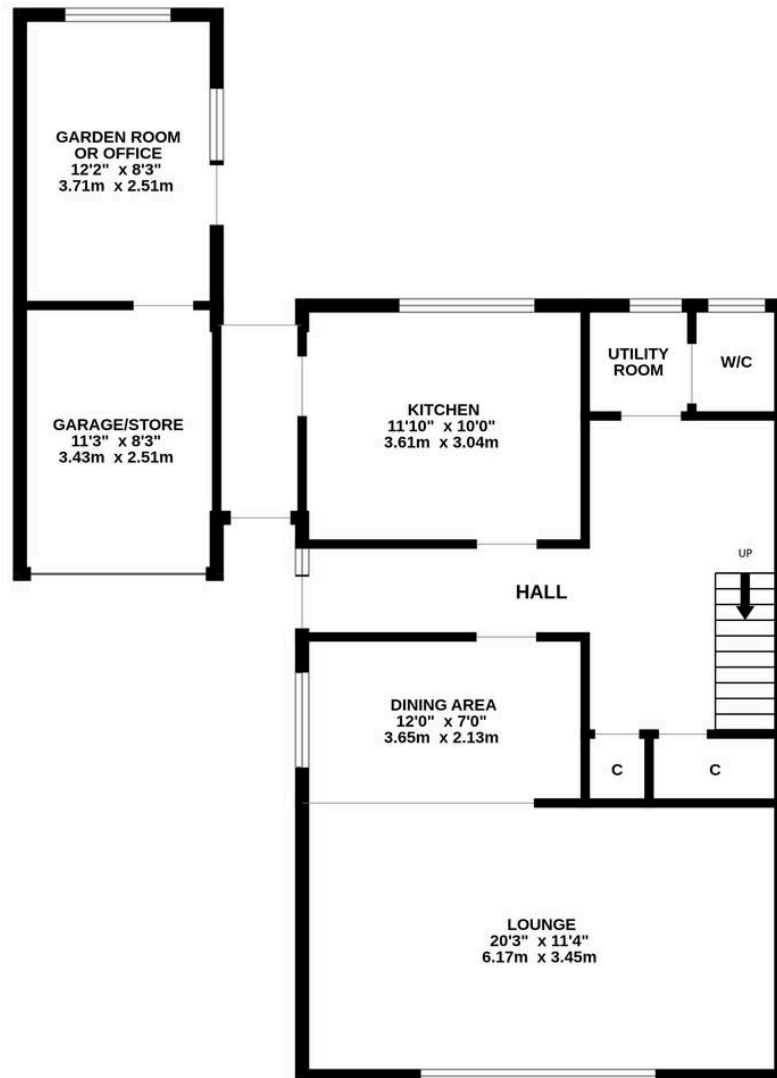 GARDEN ROOM
OR OFFICE
12'2" x 8'3"
3.71m x 2.51m
GARAGE/STORE
11'3" x 8'3"
3.43m x 2.51m
KITCHEN
11'10" x 10'0"
3.61m x 3.04m
UTILITY
ROOM
W/C
UP
HALL
DINING AREA
12'0" x 7'0"
3.65m x 2.13m
C
C
LOUNGE
20'3" x 11'4"
6.17m x 3.45m